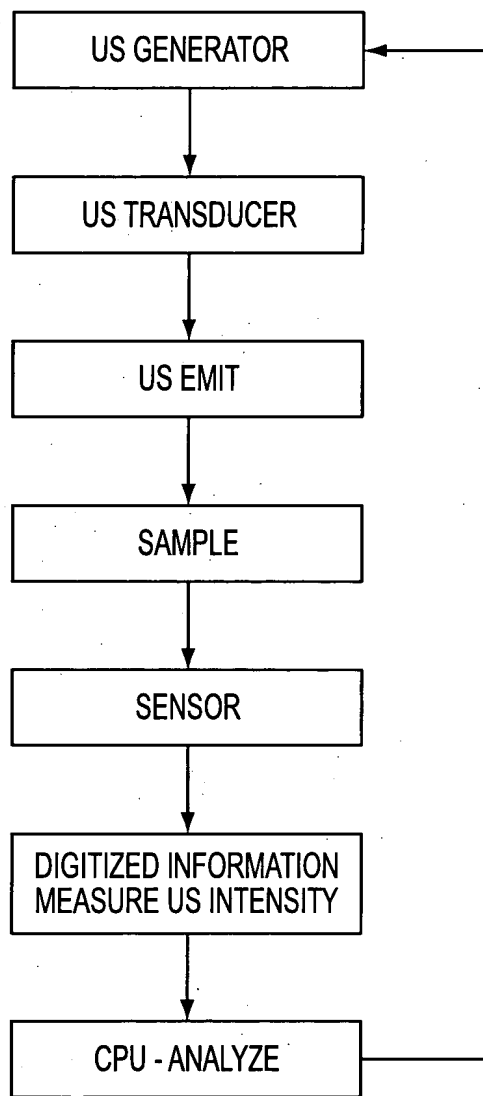 US GENERATOR
US TRANSDUCER
US EMIT
SAMPLE
SENSOR
DIGITIZED INFORMATION
MEASURE US INTENSITY
CPU - ANALYZE